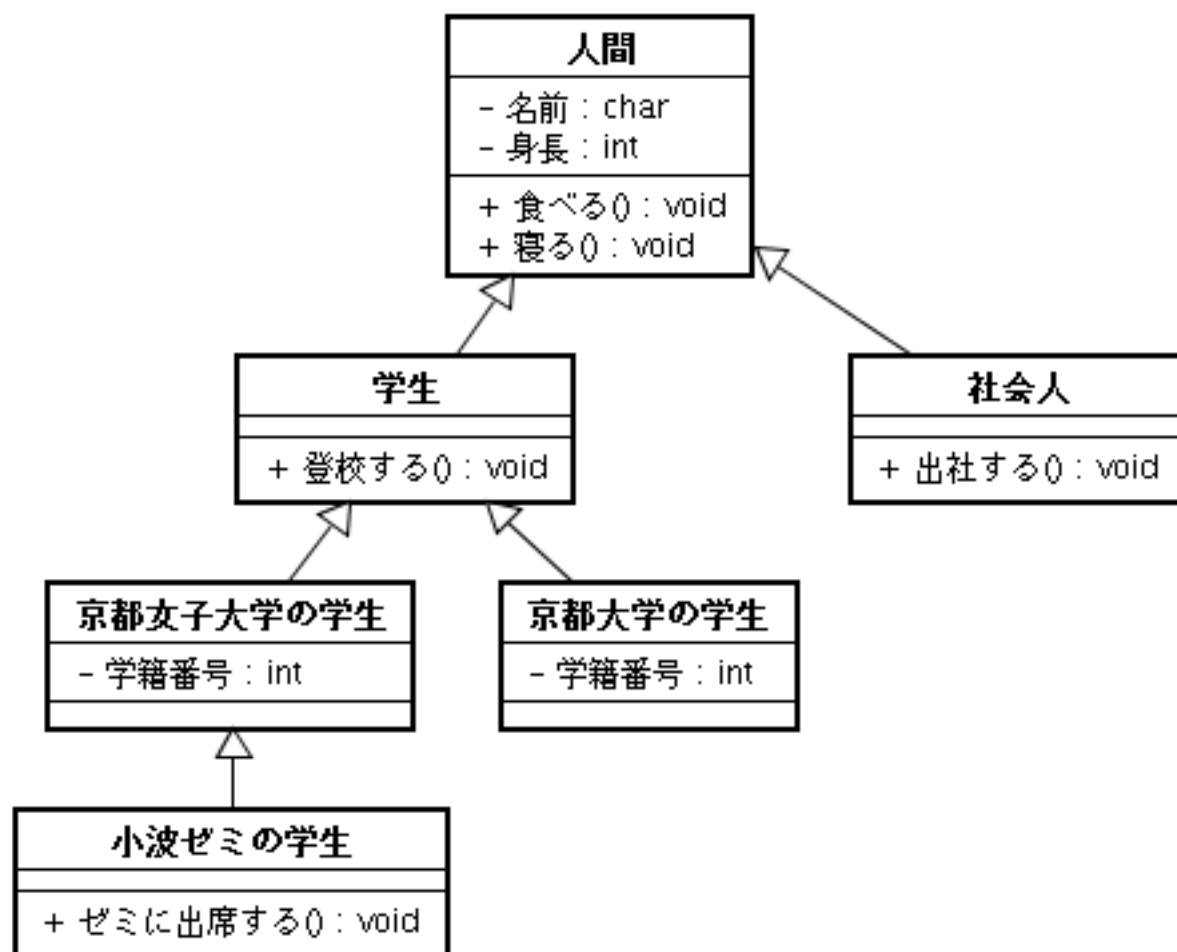 人間
- 名前 : char
- 身長 : int
+ 食べる() : void
+ 寝る() : void
学生
+ 登校する() : void
社会人
+ 出社する() : void
京都女子大学の学生
- 学籍番号 : int
京都大学の学生
- 学籍番号 : int
小波ゼミの学生
+ ゼミに出席する() : void